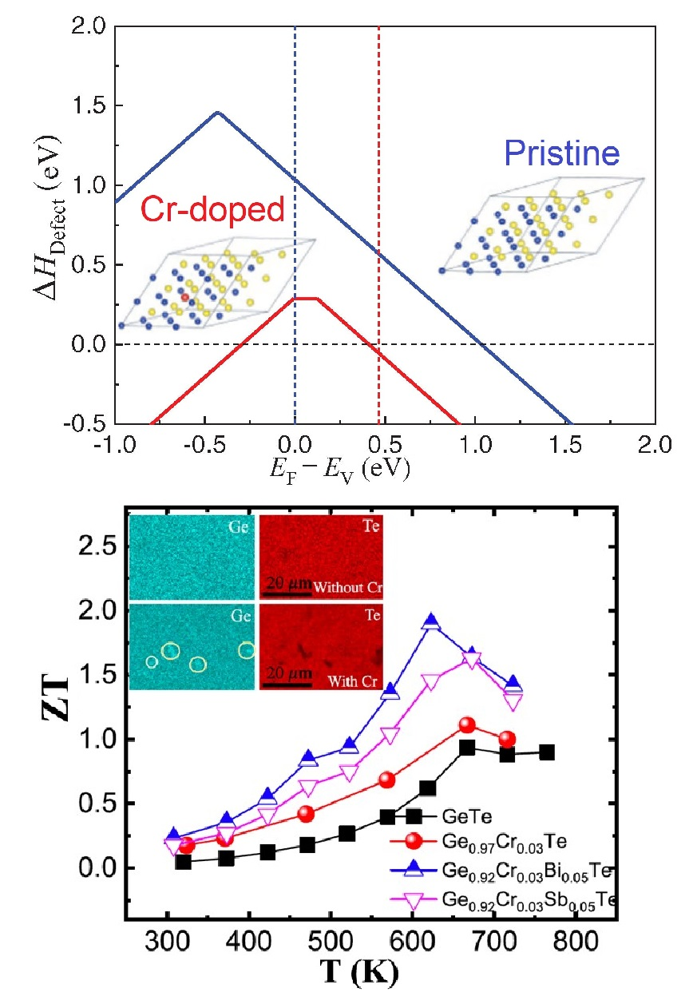 2.0
1.5
1.0
0.5
0.0
-0.5
ΔH_Defect (eV)
Pristine
Cr-doped
-1.0 -0.5 0.0 0.5 1.0 1.5 2.0
E_F − E_V (eV)
2.5
2.0
1.5
1.0
0.5
0.0
ZT
Ge
Te
20 μm
Without Cr
Ge
Te
20 μm
With Cr
GeTe
Ge0.97Cr0.03Te
Ge0.92Cr0.03Bi0.05Te
Ge0.92Cr0.03Sb0.05Te
300 400 500 600 700 800
T (K)